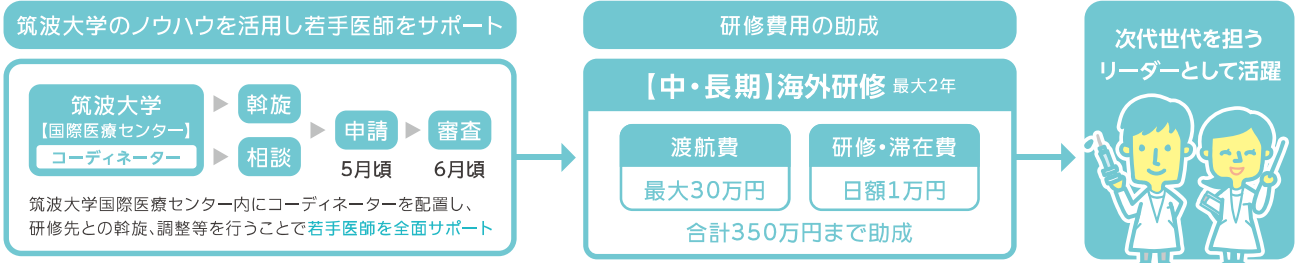 筑波大学のノウハウを活用し若手医師をサポート
筑波大学
【国際医療センター】
コーディネーター
斡旋
相談
申請
5月頃
審査
6月頃
筑波大学国際医療センター内にコーディネーターを配置し、
研修先との斡旋、調整等を行うことで若手医師を全面サポート
研修費用の助成
【中・長期】海外研修 最大2年
渡航費
最大30万円
研修・滞在費
日額1万円
合計350万円まで助成
次代世代を担う
リーダーとして活躍